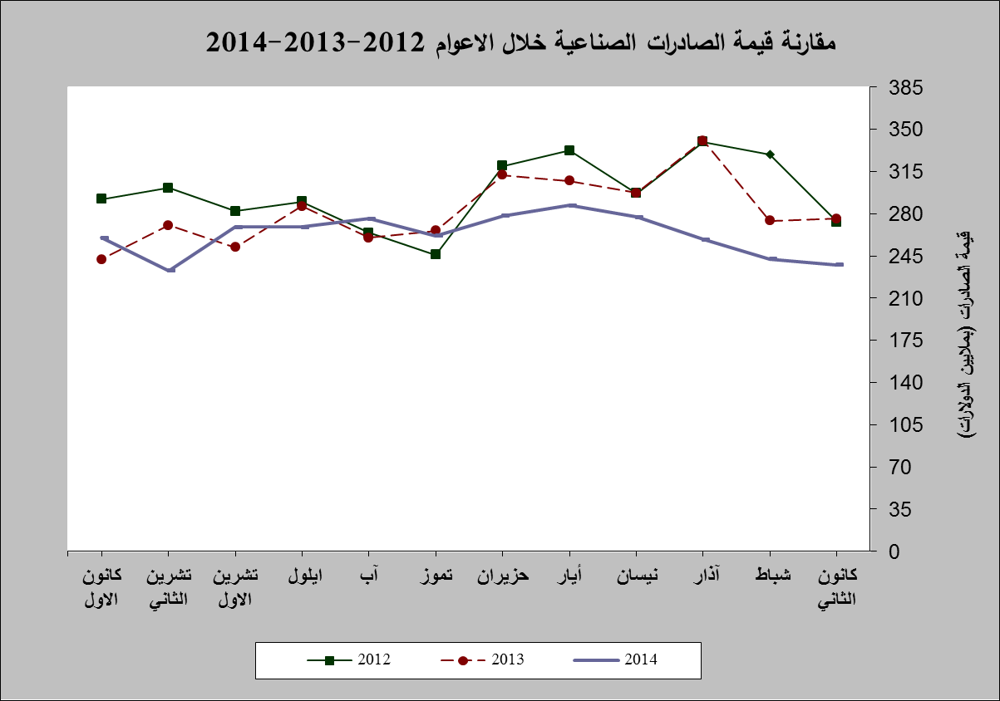 مقارنة قيمة الصادرات الصناعية خلال الاعوام 2012-2013-2014
385
350
315
280
245
210
175
140
105
70
35
0
قيمة الصادرات (بملايين الدولارات)
كانون الثاني
شباط
آذار
نيسان
أيار
حزيران
تموز
آب
ايلول
تشرين الاول
تشرين الثاني
كانون الاول
2012
2013
2014